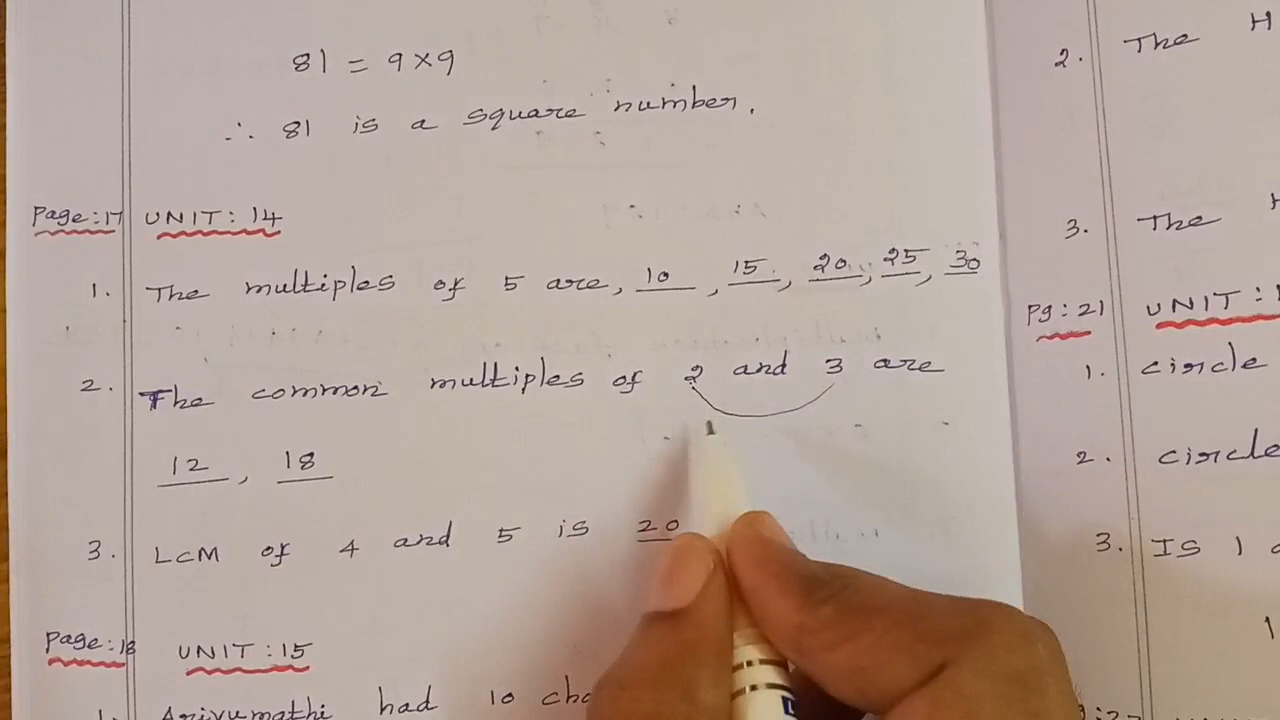 81 = 9×9
∴ 81 is a square number.
Page:17 UNIT: 14
1. The multiples of 5 are, 10, 15, 20, 25, 30
2. The common multiples of 2 and 3 are
12, 18
3. LCM of 4 and 5 is 20
Page:18 UNIT:15
1. Arivumathi had 10
2. The H
3. The H
Pg:21 UNIT:
1. circle
2. circle
3. Is 1